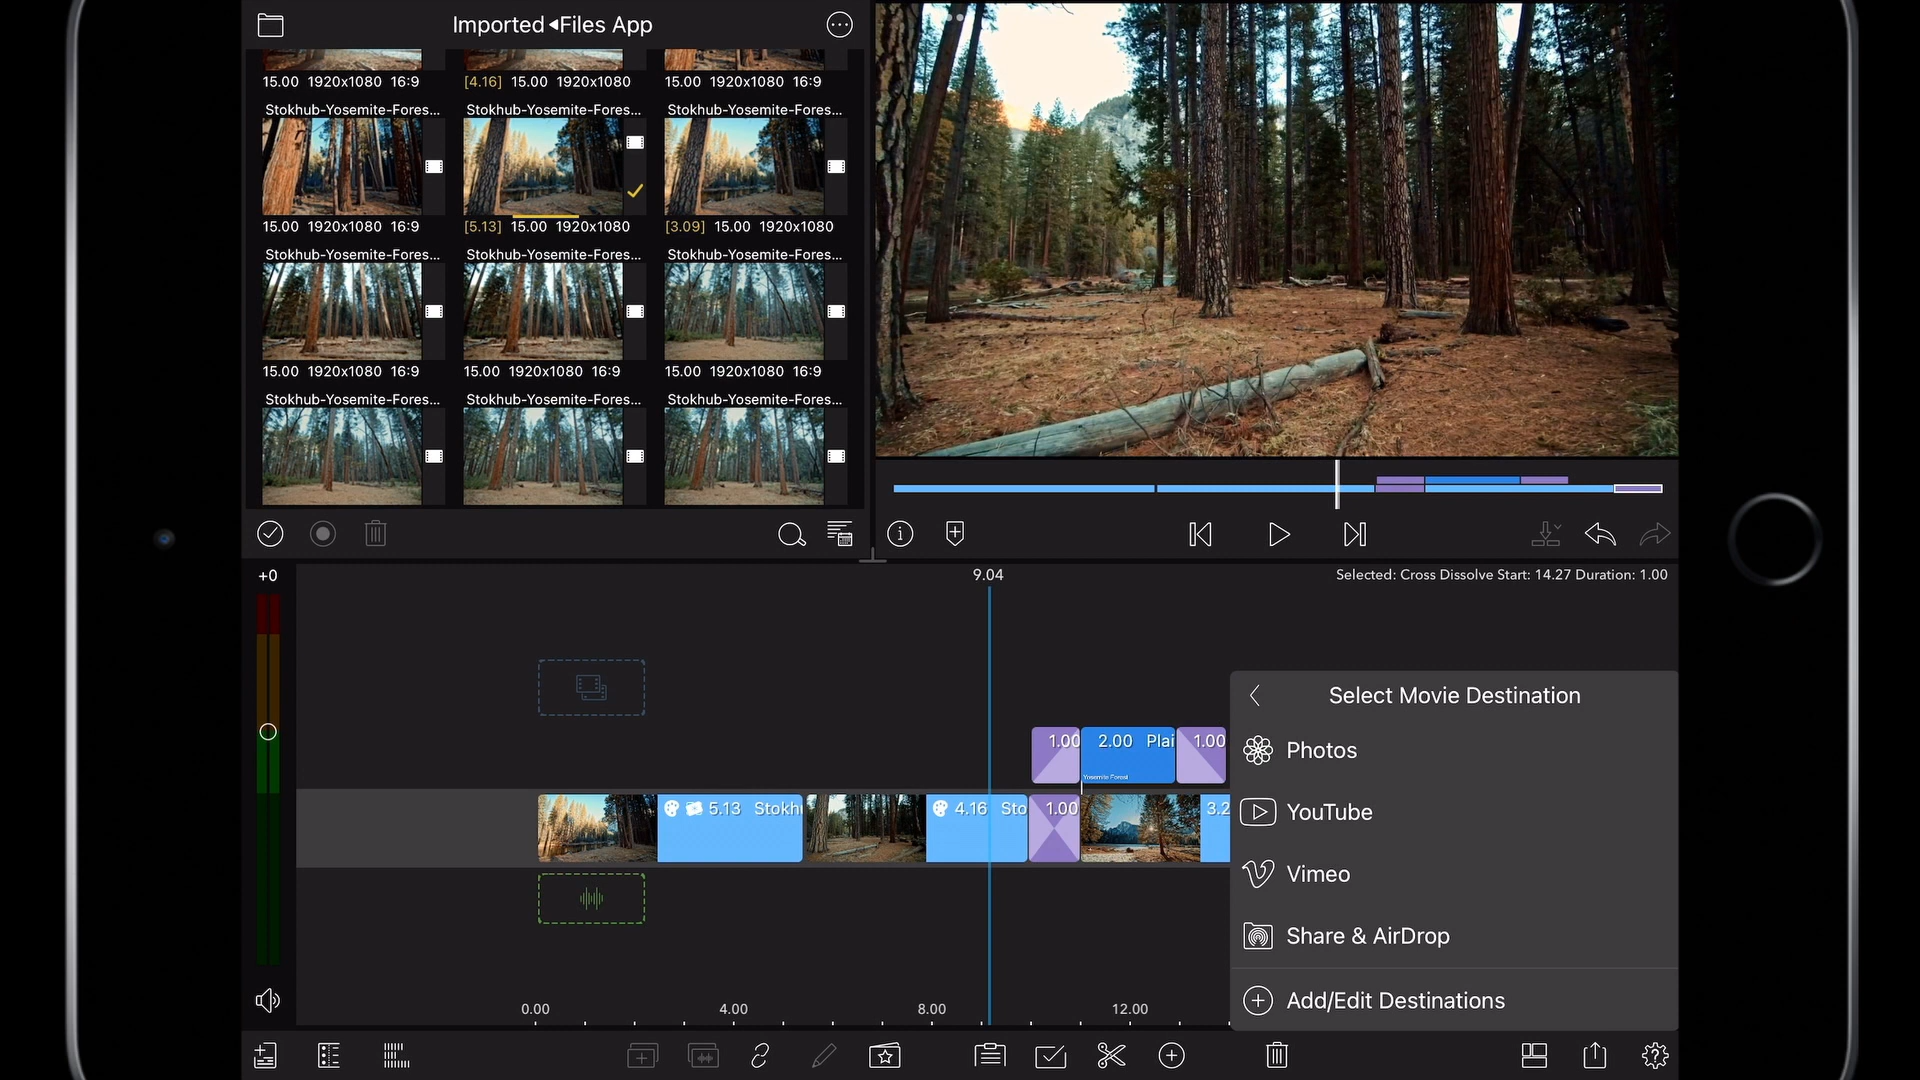 Imported ◂Files App
15.00 1920x1080 16:9
[4.16] 15.00 1920x1080
15.00 1920x1080 16:9
Stokhub-Yosemite-Fores...
Stokhub-Yosemite-Fores...
Stokhub-Yosemite-Fores...
15.00 1920x1080 16:9
[5.13] 15.00 1920x1080
[3.09] 15.00 1920x1080
Stokhub-Yosemite-Fores...
Stokhub-Yosemite-Fores...
Stokhub-Yosemite-Fores...
15.00 1920x1080 16:9
15.00 1920x1080 16:9
15.00 1920x1080 16:9
Stokhub-Yosemite-Fores...
Stokhub-Yosemite-Fores...
Stokhub-Yosemite-Fores...
+0
9.04
Selected: Cross Dissolve Start: 14.27 Duration: 1.00
1.00
2.00 Plai
1.00
Yosemite Forest
5.13 Stokh
4.16 Sto
1.00
3.2
0.00
4.00
8.00
12.00
Select Movie Destination
Photos
YouTube
Vimeo
Share & AirDrop
Add/Edit Destinations